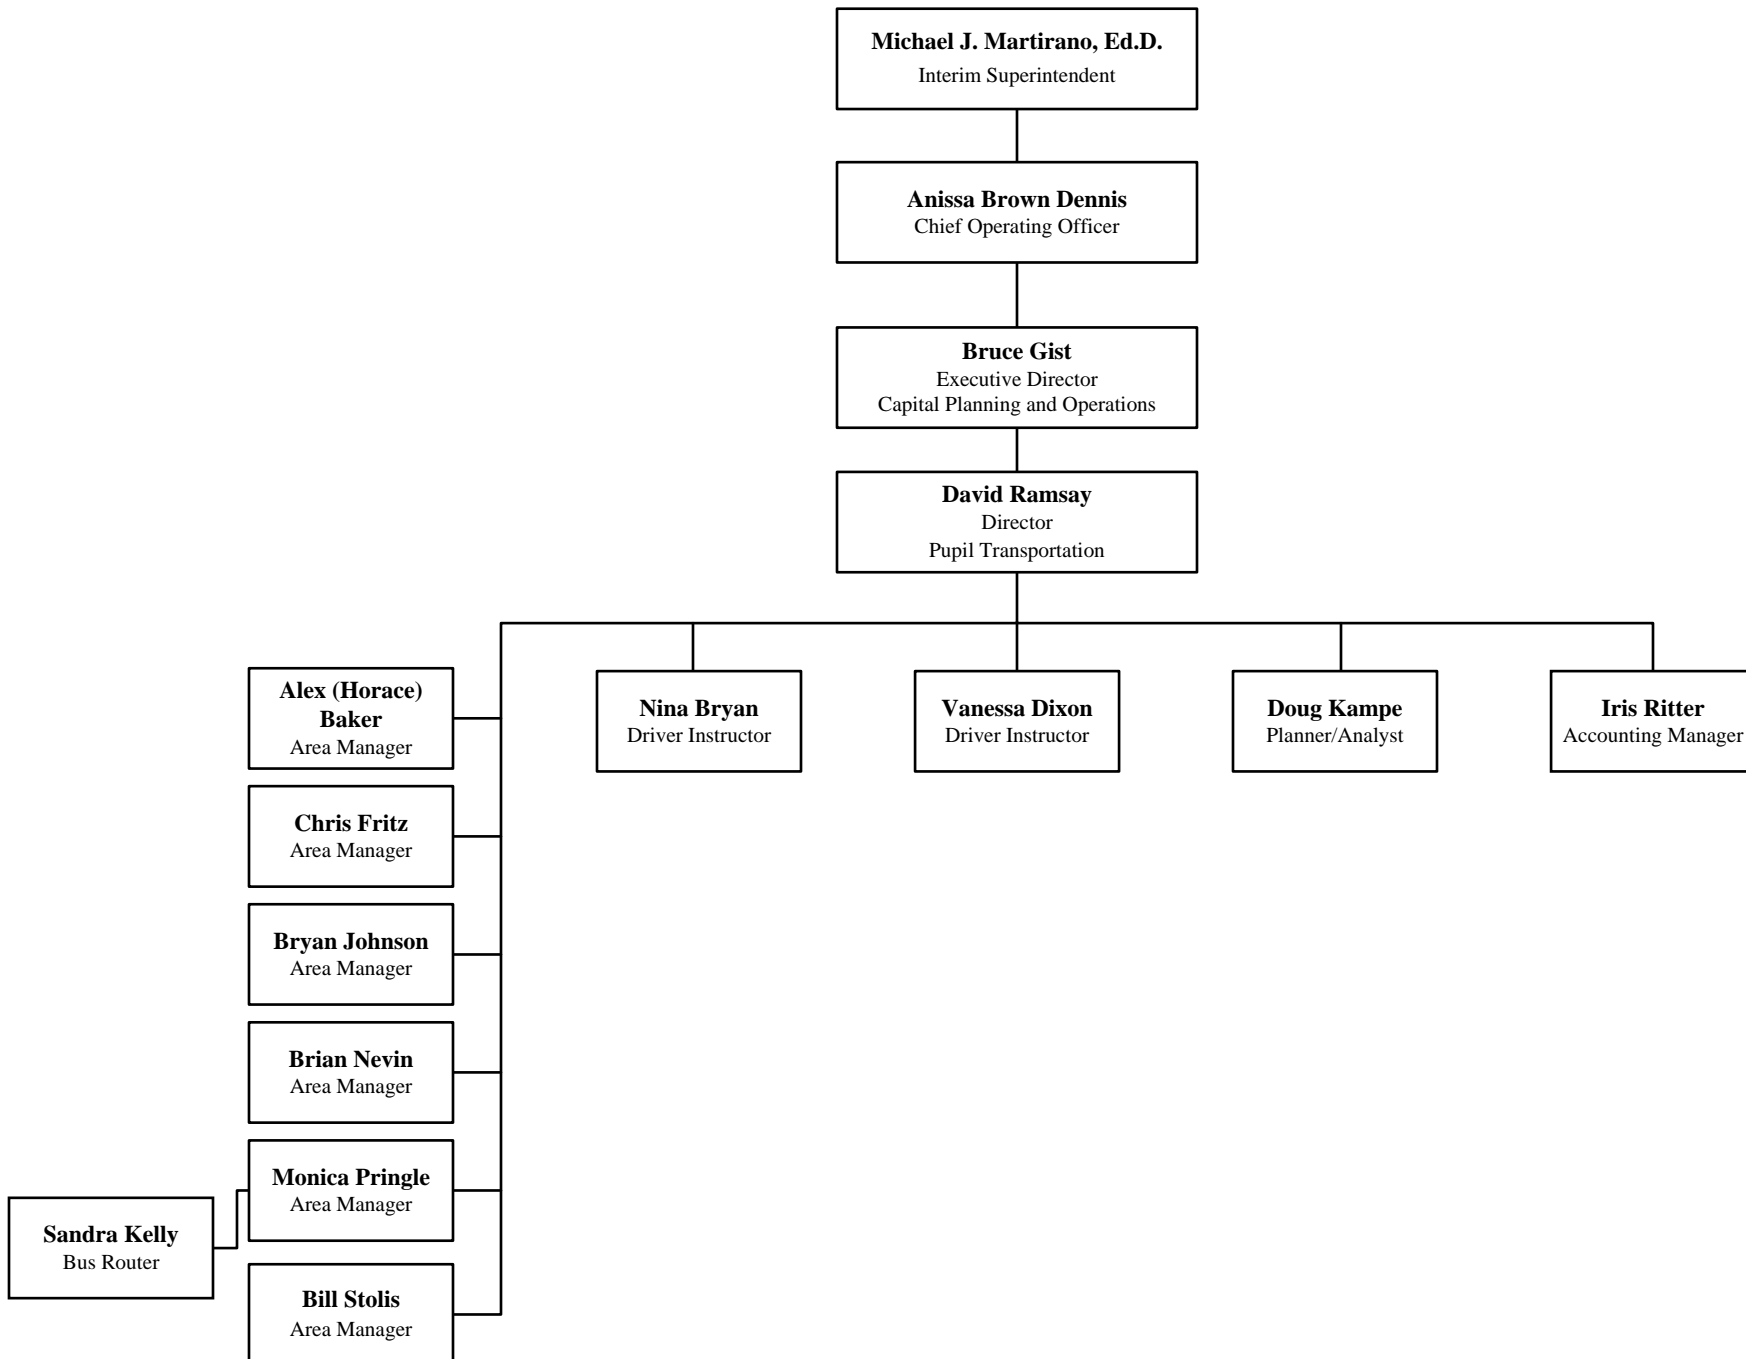 Michael J. Martirano, Ed.D.
Interim Superintendent
Anissa Brown Dennis
Chief Operating Officer
Bruce Gist
Executive Director
Capital Planning and Operations
David Ramsay
Director
Pupil Transportation
Alex (Horace)
Baker
Area Manager
Nina Bryan
Driver Instructor
Vanessa Dixon
Driver Instructor
Doug Kampe
Planner/Analyst
Iris Ritter
Accounting Manager
Chris Fritz
Area Manager
Bryan Johnson
Area Manager
Brian Nevin
Area Manager
Monica Pringle
Area Manager
Sandra Kelly
Bus Router
Bill Stolis
Area Manager